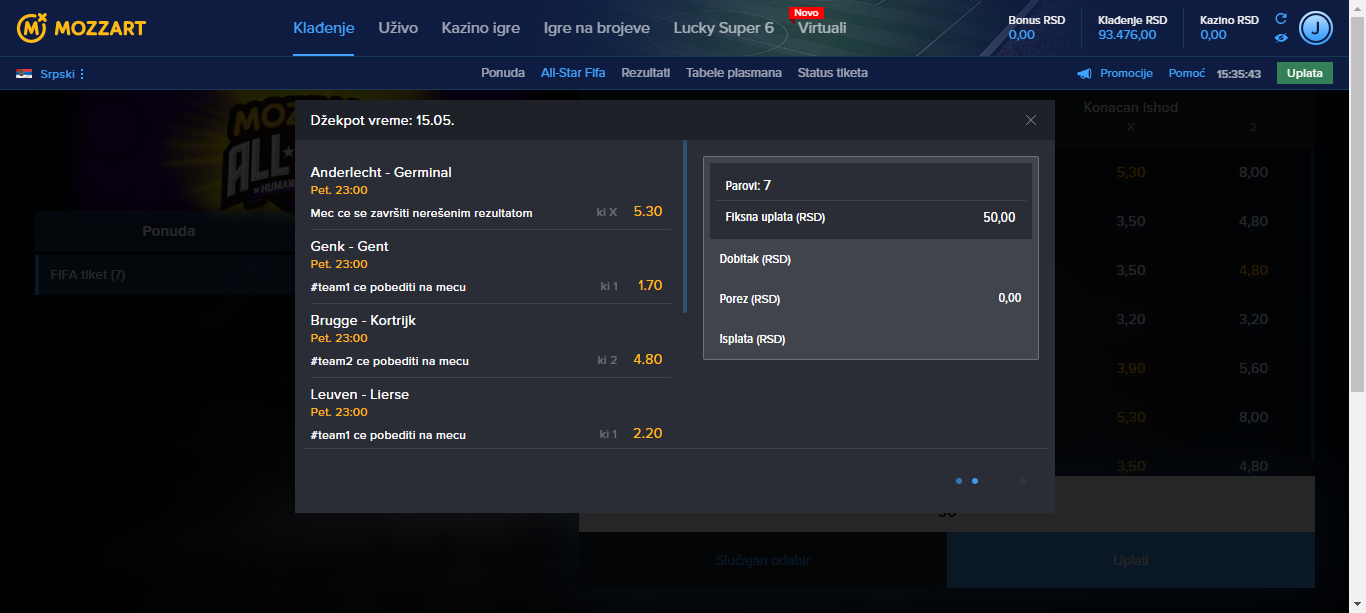 MOZZART
Klađenje
Uživo
Kazino igre
Igre na brojeve
Lucky Super 6
Novo
Virtuali
Bonus RSD
0,00
Klađenje RSD
93.476,00
Kazino RSD
0,00
J
Srpski
Ponuda
All-Star Fifa
Rezultati
Tabele plasmana
Status tiketa
Promocije
Pomoć
15:35:43
Uplata
MOZZ
ALL
HUMAN
Ponuda
FIFA tiket (7)
Džekpot vreme: 15.05.
Anderlecht - Germinal
Pet. 23:00
Mec ce se završiti nerešenim rezultatom ki X 5.30
Genk - Gent
Pet. 23:00
#team1 ce pobediti na mecu ki 1 1.70
Brugge - Kortrijk
Pet. 23:00
#team2 ce pobediti na mecu ki 2 4.80
Leuven - Lierse
Pet. 23:00
#team1 ce pobediti na mecu ki 1 2.20
Parovi: 7
Fiksna uplata (RSD) 50,00
Dobitak (RSD)
Porez (RSD) 0,00
Isplata (RSD)
Konacan ishod
X 2
5,30 8,00
3,50 4,80
3,50 4,80
3,20 3,20
3,90 5,60
5,30 8,00
3,50 4,80
50
Slučajan odabir
Uplati